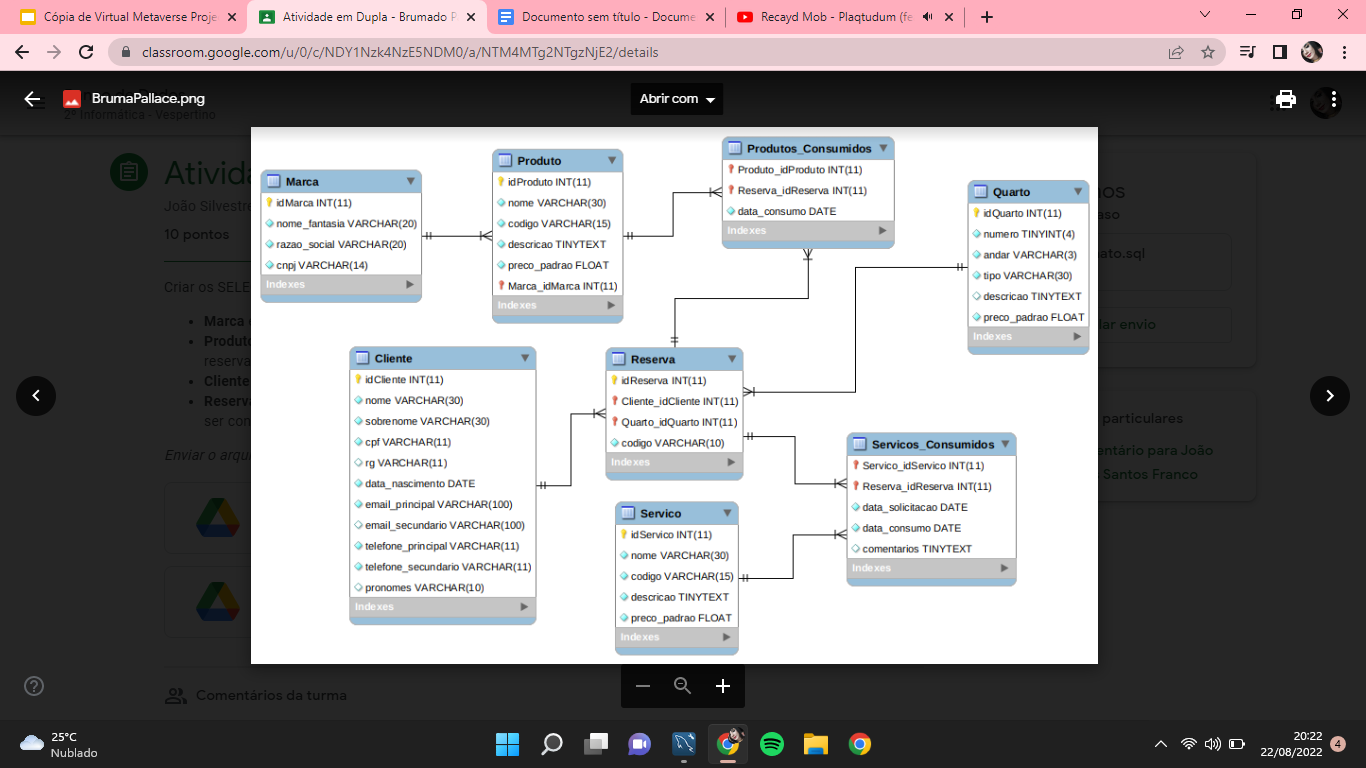 Cópia de Virtual Metaverse Proje
Atividade em Dupla - Brumado P
Documento sem título - Docume
Recayd Mob - Plaqtudum (fe
classroom.google.com/u/0/c/NDY1Nzk4NzE5NDM0/a/NTM4MTg2NTgzNjE2/details
BrumaPallace.png
Abrir com
2º Informática - Vespertino
Ativida
João Silvestre
10 pontos
Criar os SELE
Marca
Produto
reserva
Cliente
Reserv
ser con
Enviar o arqu
ato.sql
lar envio
particulares
entário para João
Santos Franco
Comentários da turma
Marca
idMarca INT(11)
nome_fantasia VARCHAR(20)
razao_social VARCHAR(20)
cnpj VARCHAR(14)
Indexes
Produto
idProduto INT(11)
nome VARCHAR(30)
codigo VARCHAR(15)
descricao TINYTEXT
preco_padrao FLOAT
Marca_idMarca INT(11)
Indexes
Produtos_Consumidos
Produto_idProduto INT(11)
Reserva_idReserva INT(11)
data_consumo DATE
Indexes
Quarto
idQuarto INT(11)
numero TINYINT(4)
andar VARCHAR(3)
tipo VARCHAR(30)
descricao TINYTEXT
preco_padrao FLOAT
Indexes
Cliente
idCliente INT(11)
nome VARCHAR(30)
sobrenome VARCHAR(30)
cpf VARCHAR(11)
rg VARCHAR(11)
data_nascimento DATE
email_principal VARCHAR(100)
email_secundario VARCHAR(100)
telefone_principal VARCHAR(11)
telefone_secundario VARCHAR(11)
pronomes VARCHAR(10)
Indexes
Reserva
idReserva INT(11)
Cliente_idCliente INT(11)
Quarto_idQuarto INT(11)
codigo VARCHAR(10)
Indexes
Servico
idServico INT(11)
nome VARCHAR(30)
codigo VARCHAR(15)
descricao TINYTEXT
preco_padrao FLOAT
Indexes
Servicos_Consumidos
Servico_idServico INT(11)
Reserva_idReserva INT(11)
data_solicitacao DATE
data_consumo DATE
comentarios TINYTEXT
Indexes
25°C
Nublado
20:22
22/08/2022
4